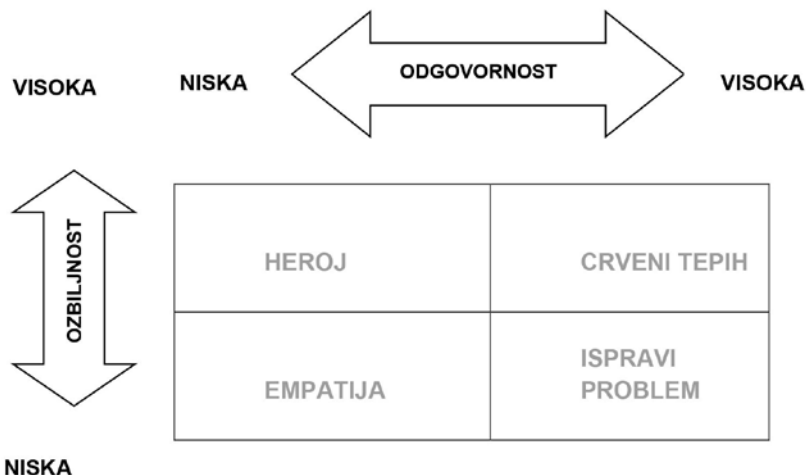 VISOKA
NISKA
ODGOVORNOST
VISOKA
OZBILJNOST
HEROJ
CRVENI TEPIH
EMPATIJA
ISPRAVI
PROBLEM
NISKA